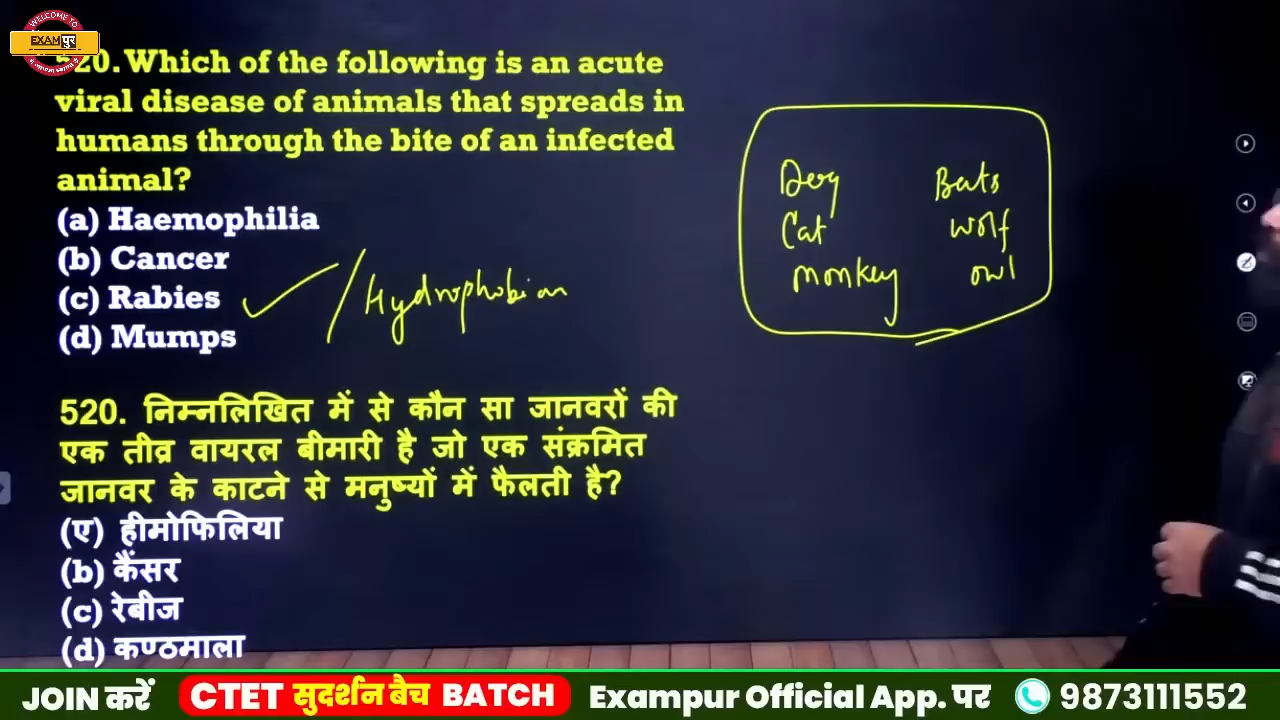 WELCOME TO
EXAMपुर
20. Which of the following is an acute
viral disease of animals that spreads in
humans through the bite of an infected
animal?
(a) Haemophilia
(b) Cancer
(c) Rabies
(d) Mumps
/ Hydrophobia
Dog Bats
Cat wolf
monkey owl
520. निम्नलिखित में से कौन सा जानवरों की
एक तीव्र वायरल बीमारी है जो एक संक्रमित
जानवर के काटने से मनुष्यों में फैलती है?
(ए) हीमोफिलिया
(b) कैंसर
(c) रेबीज
(d) कण्ठमाला
JOIN करें CTET सुदर्शन बैच BATCH Exampur Official App. पर 9873111552